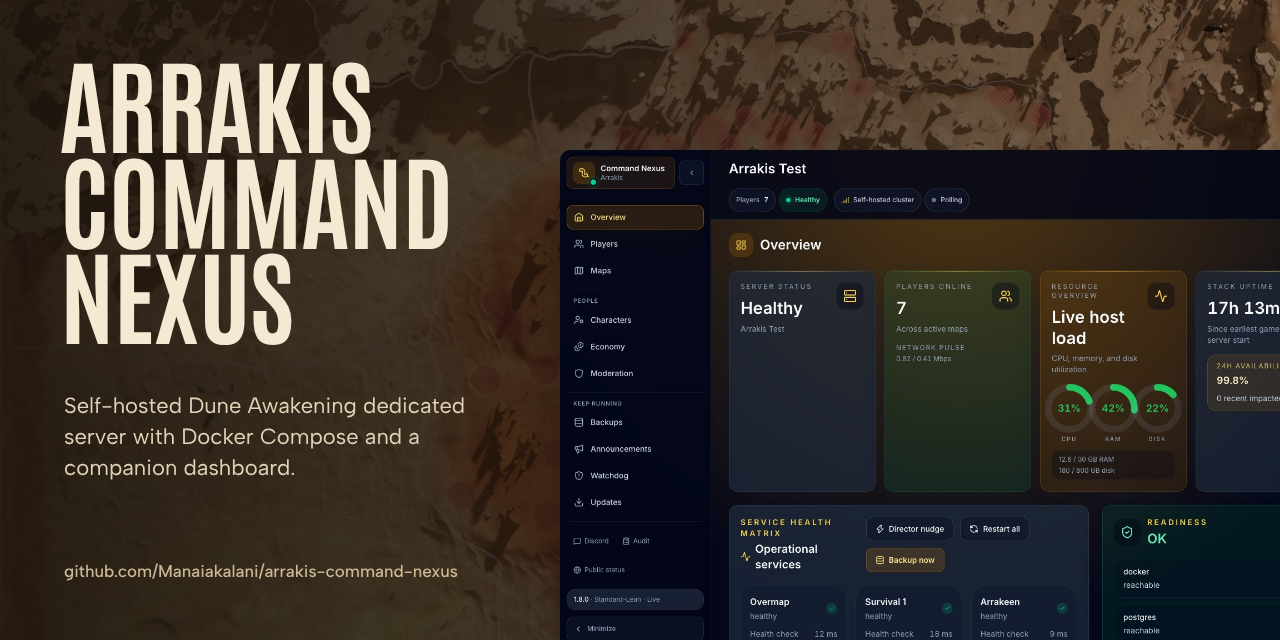 ARRAKIS
COMMAND
NEXUS
Self-hosted Dune Awakening dedicated
server with Docker Compose and a
companion dashboard.
github.com/Manaiakalani/arrakis-command-nexus
Command Nexus
Arrakis
Overview
Players
Maps
PEOPLE
Characters
Economy
Moderation
KEEP RUNNING
Backups
Announcements
Watchdog
Updates
Discord Audit
Public status
1.8.0 · Standard-Lean · Live
Minimize
Arrakis Test
Players 7 Healthy Self-hosted cluster Polling
Overview
SERVER STATUS
Healthy
Arrakis Test
PLAYERS ONLINE
7
Across active maps
NETWORK PULSE
0.82 / 0.41 Mbps
RESOURCE
OVERVIEW
Live host
load
CPU, memory, and disk
utilization
31% 42% 22%
CPU RAM DISK
12.6 / 30 GB RAM
180 / 800 GB disk
STACK UPTIME
17h 13m
Since earliest game
server start
24H AVAILABILI
99.8%
0 recent impacte
SERVICE HEALTH
MATRIX
Operational
services
Director nudge Restart all
Backup now
Overmap
healthy
Health check 12 ms
Survival 1
healthy
Health check 18 ms
Arrakeen
healthy
Health check 9 ms
READINESS
OK
docker
reachable
postgres
reachable